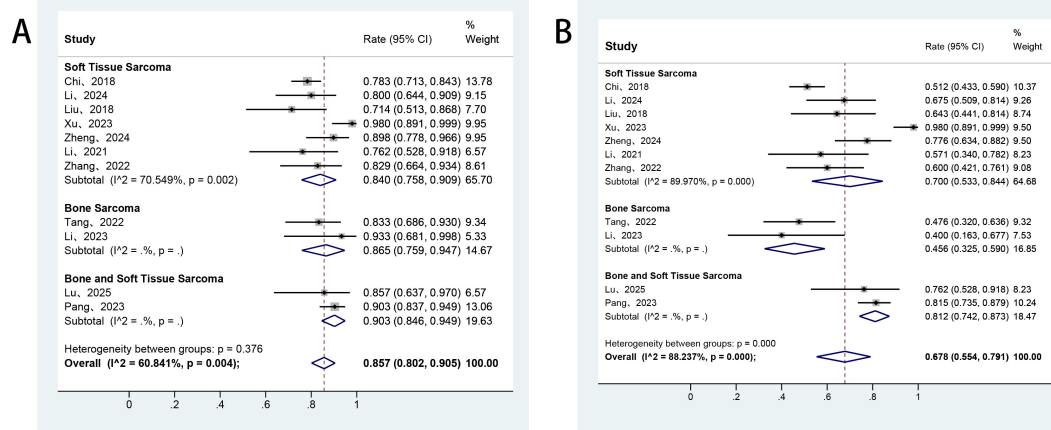 A
Study Rate (95% CI) % Weight
Soft Tissue Sarcoma
Chi、2018 0.783 (0.713, 0.843) 13.78
Li、2024 0.800 (0.644, 0.909) 9.15
Liu、2018 0.714 (0.513, 0.868) 7.70
Xu、2023 0.980 (0.891, 0.999) 9.95
Zheng、2024 0.898 (0.778, 0.966) 9.95
Li、2021 0.762 (0.528, 0.918) 6.57
Zhang、2022 0.829 (0.664, 0.934) 8.61
Subtotal (I^2 = 70.549%, p = 0.002) 0.840 (0.758, 0.909) 65.70
Bone Sarcoma
Tang、2022 0.833 (0.686, 0.930) 9.34
Li、2023 0.933 (0.681, 0.998) 5.33
Subtotal (I^2 = .%, p = .) 0.865 (0.759, 0.947) 14.67
Bone and Soft Tissue Sarcoma
Lu、2025 0.857 (0.637, 0.970) 6.57
Pang、2023 0.903 (0.837, 0.949) 13.06
Subtotal (I^2 = .%, p = .) 0.903 (0.846, 0.949) 19.63
Heterogeneity between groups: p = 0.376
Overall (I^2 = 60.841%, p = 0.004); 0.857 (0.802, 0.905) 100.00
0 .2 .4 .6 .8 1
B
Study Rate (95% CI) % Weight
Soft Tissue Sarcoma
Chi、2018 0.512 (0.433, 0.590) 10.37
Li、2024 0.675 (0.509, 0.814) 9.26
Liu、2018 0.643 (0.441, 0.814) 8.74
Xu、2023 0.980 (0.891, 0.999) 9.50
Zheng、2024 0.776 (0.634, 0.882) 9.50
Li、2021 0.571 (0.340, 0.782) 8.23
Zhang、2022 0.600 (0.421, 0.761) 9.08
Subtotal (I^2 = 89.970%, p = 0.000) 0.700 (0.533, 0.844) 64.68
Bone Sarcoma
Tang、2022 0.476 (0.320, 0.636) 9.32
Li、2023 0.400 (0.163, 0.677) 7.53
Subtotal (I^2 = .%, p = .) 0.456 (0.325, 0.590) 16.85
Bone and Soft Tissue Sarcoma
Lu、2025 0.762 (0.528, 0.918) 8.23
Pang、2023 0.815 (0.735, 0.879) 10.24
Subtotal (I^2 = .%, p = .) 0.812 (0.742, 0.873) 18.47
Heterogeneity between groups: p = 0.000
Overall (I^2 = 88.237%, p = 0.000); 0.678 (0.554, 0.791) 100.00
0 .2 .4 .6 .8 1